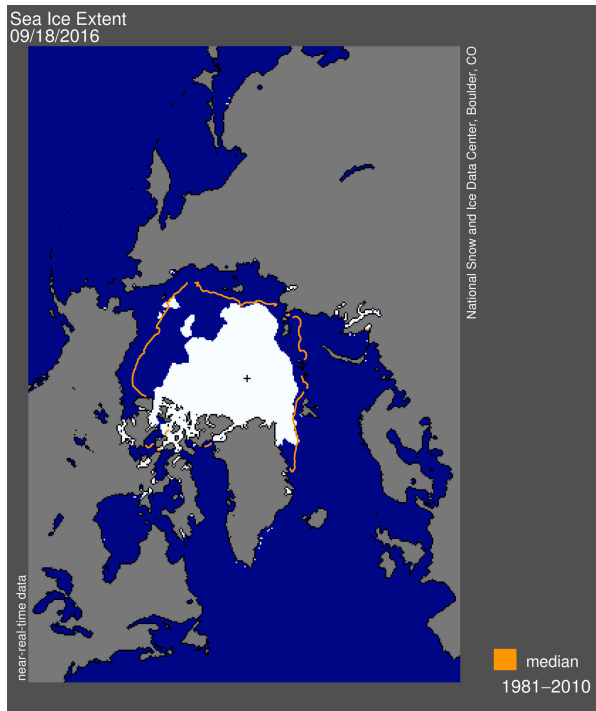 Sea Ice Extent
09/18/2016
National Snow and Ice Data Center, Boulder, CO
near-real-time data
median
1981–2010